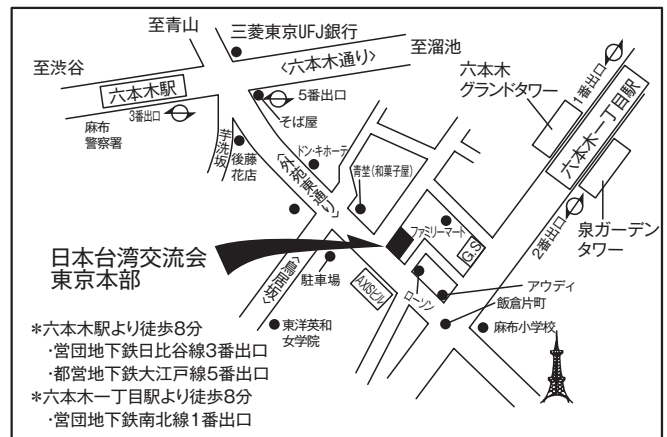 至青山
三菱東京UFJ銀行
至渋谷
〈六本木通り〉
至溜池
六本木駅
3番出口
5番出口
そば屋
麻布
警察署
芋洗坂
後藤
花店
ドン・キホーテ
〈外苑東通り〉
青埜(和菓子屋)
六本木
グランドタワー
1番出口
六本木一丁目駅
泉ガーデン
タワー
2番出口
ファミリーマート
G.S
日本台湾交流会
東京本部
〈鳥居坂〉
駐車場
AXISビル
ローソン
アウディ
飯倉片町
麻布小学校
東洋英和
女学院
*六本木駅より徒歩8分
・営団地下鉄日比谷線3番出口
・都営地下鉄大江戸線5番出口
*六本木一丁目駅より徒歩8分
・営団地下鉄南北線1番出口